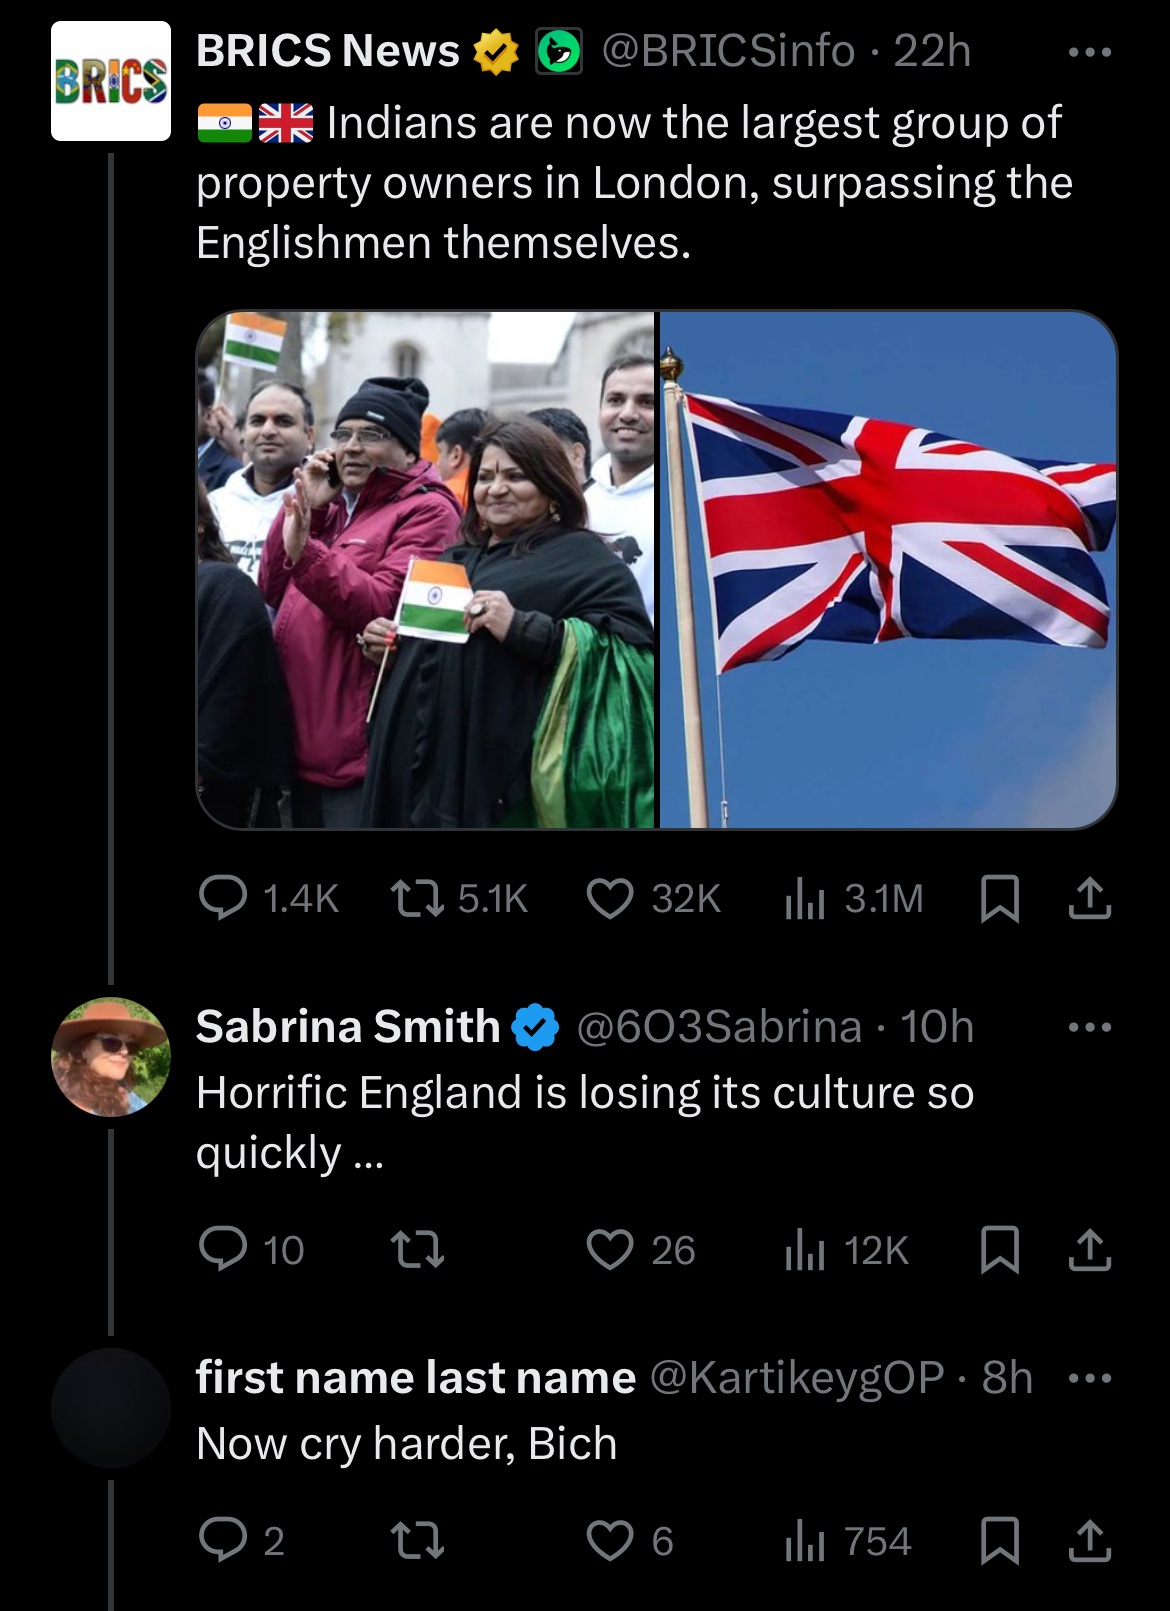 BRICS
BRICS News @BRICSinfo · 22h
🇮🇳🇬🇧 Indians are now the largest group of
property owners in London, surpassing the
Englishmen themselves.
1.4K 5.1K 32K 3.1M
Sabrina Smith @6O3Sabrina · 10h
Horrific England is losing its culture so
quickly ...
10 26 12K
first name last name @KartikeygOP · 8h
Now cry harder, Bich
2 6 754